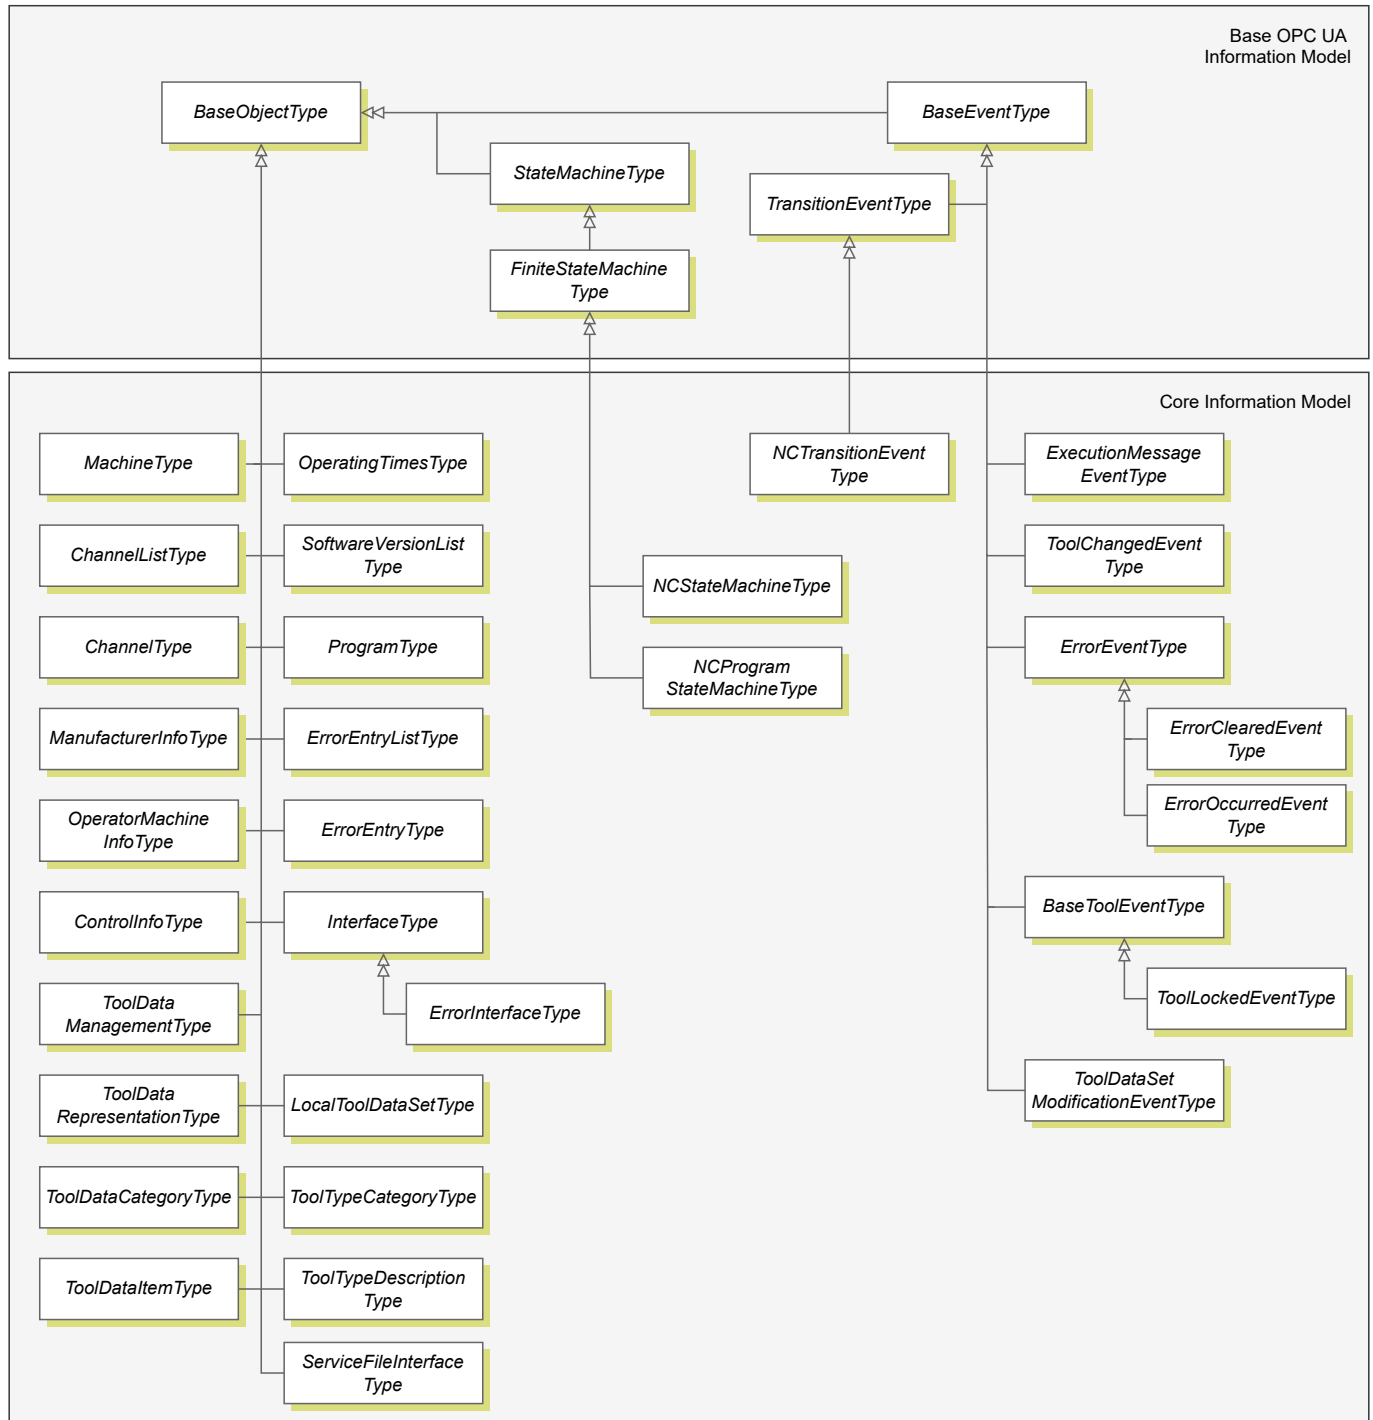 Base OPC UA
Information Model
BaseObjectType
BaseEventType
StateMachineType
TransitionEventType
FiniteStateMachine
Type
Core Information Model
MachineType
OperatingTimesType
NCTransitionEvent
Type
ExecutionMessage
EventType
ChannelListType
SoftwareVersionList
Type
ToolChangedEvent
Type
NCStateMachineType
ChannelType
ProgramType
NCProgram
StateMachineType
ErrorEventType
ManufacturerInfoType
ErrorEntryListType
ErrorClearedEvent
Type
OperatorMachine
InfoType
ErrorEntryType
ErrorOccurredEvent
Type
ControlInfoType
InterfaceType
BaseToolEventType
ToolData
ManagementType
ErrorInterfaceType
ToolLockedEventType
ToolData
RepresentationType
LocalToolDataSetType
ToolDataSet
ModificationEventType
ToolDataCategoryType
ToolTypeCategoryType
ToolDataItemType
ToolTypeDescription
Type
ServiceFileInterface
Type